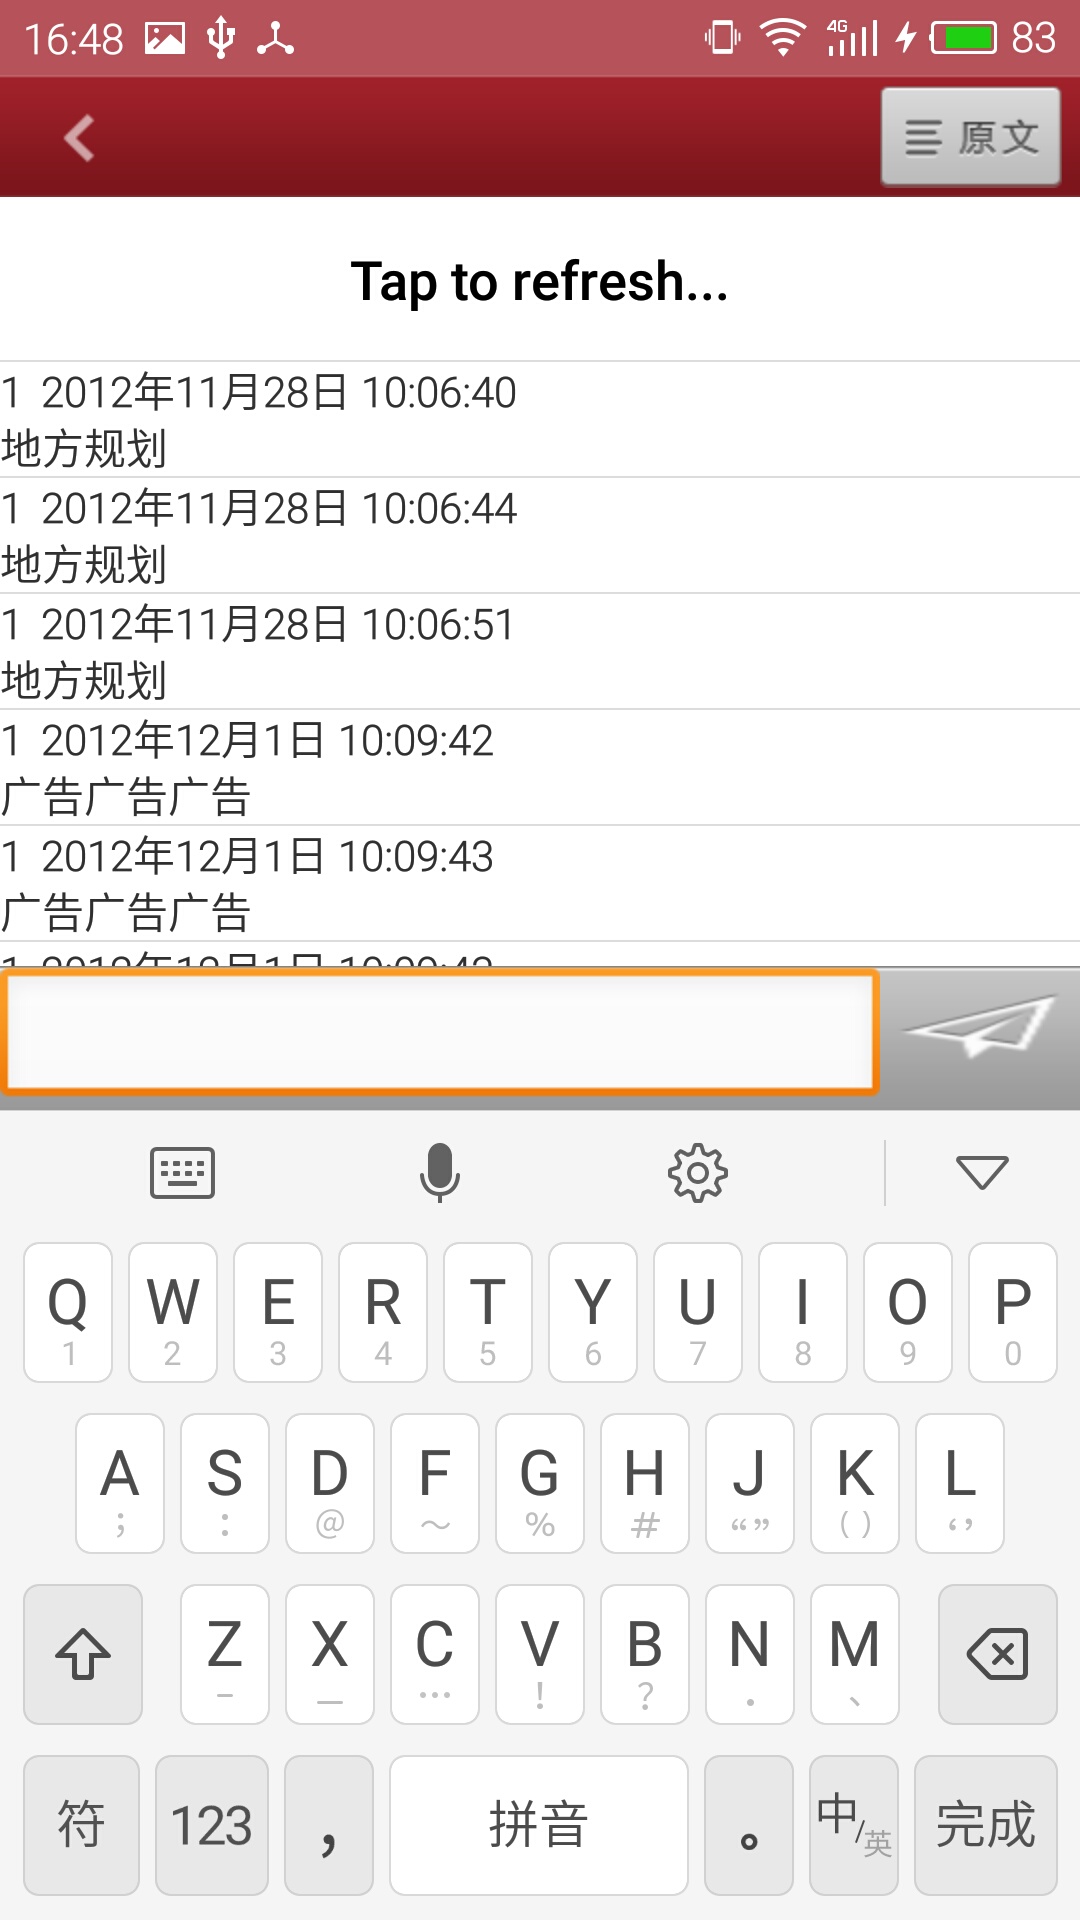 16:48 4G 83
原文
Tap to refresh...
1 2012年11月28日 10:06:40
地方规划
1 2012年11月28日 10:06:44
地方规划
1 2012年11月28日 10:06:51
地方规划
1 2012年12月1日 10:09:42
广告广告广告
1 2012年12月1日 10:09:43
广告广告广告
Q W E R T Y U I O P
1 2 3 4 5 6 7 8 9 0
A S D F G H J K L
; : @ ～ % # “” () ‘’
Z X C V B N M
– — … ! ? . 、
符 123 ， 拼音 。 中/英 完成